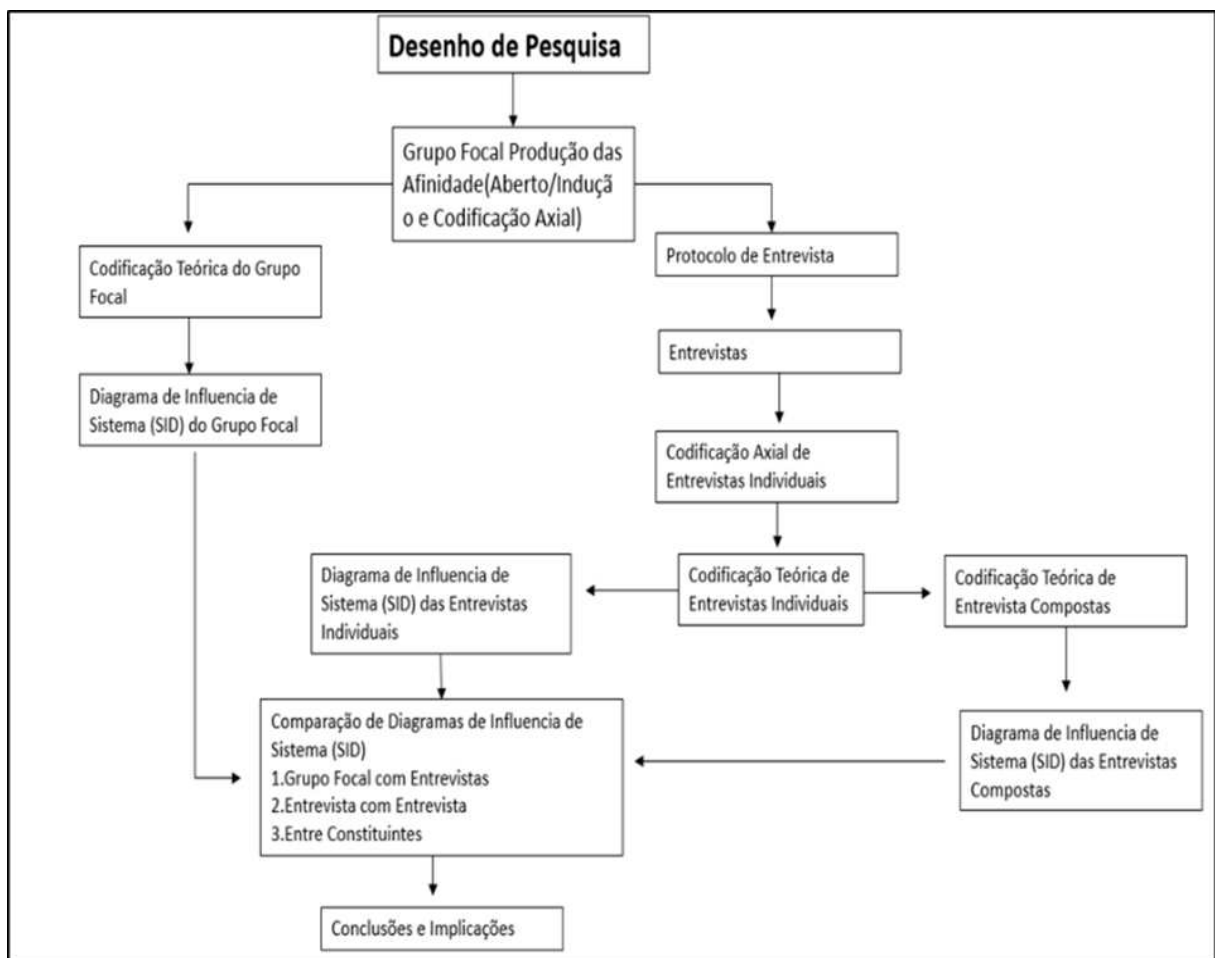 Desenho de Pesquisa
Grupo Focal Produção das
Afinidade(Aberto/Induçã
o e Codificação Axial)
Codificação Teórica do Grupo
Focal
Protocolo de Entrevista
Entrevistas
Diagrama de Influencia de
Sistema (SID) do Grupo Focal
Codificação Axial de
Entrevistas Individuais
Diagrama de Influencia de
Sistema (SID) das Entrevistas
Individuais
Codificação Teórica de
Entrevistas Individuais
Codificação Teórica de
Entrevista Compostas
Comparação de Diagramas de Influencia de
Sistema (SID)
1.Grupo Focal com Entrevistas
2.Entrevista com Entrevista
3.Entre Constituintes
Diagrama de Influencia de
Sistema (SID) das Entrevistas
Compostas
Conclusões e Implicações